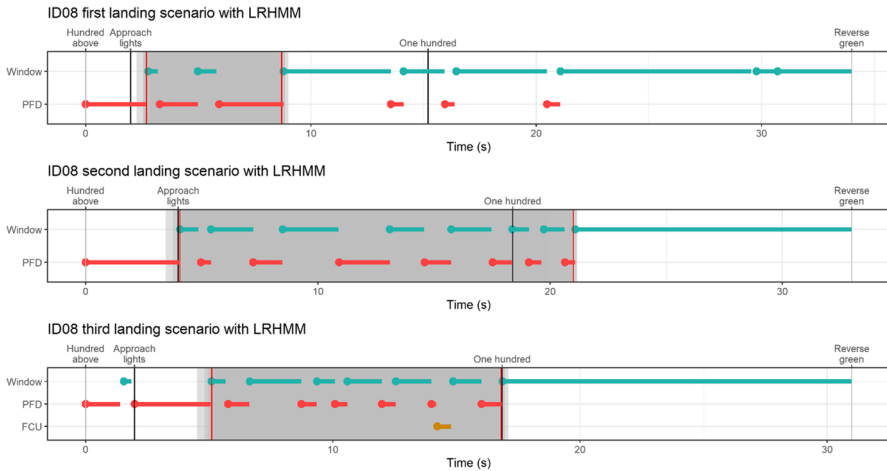 ID08 first landing scenario with LRHMM
Hundred above
Approach lights
One hundred
Reverse green
Window
PFD
0 10 20 30
Time (s)
ID08 second landing scenario with LRHMM
Hundred above
Approach lights
One hundred
Reverse green
Window
PFD
0 10 20 30
Time (s)
ID08 third landing scenario with LRHMM
Hundred above
Approach lights
One hundred
Reverse green
Window
PFD
FCU
0 10 20 30
Time (s)